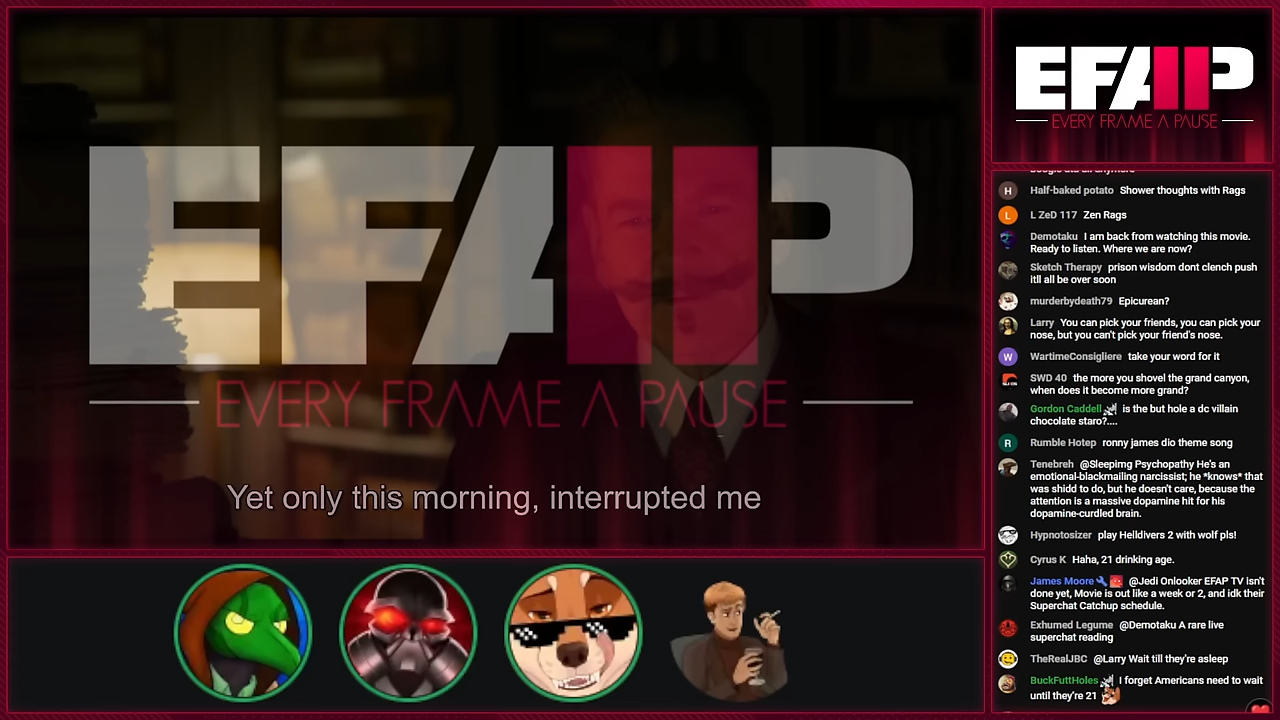 EFAP
EVERY FRAME A PAUSE
Yet only this morning, interrupted me
EFAP
EVERY FRAME A PAUSE
H Half-baked potato Shower thoughts with Rags
L L ZeD 117 Zen Rags
Demotaku I am back from watching this movie.
Ready to listen. Where we are now?
Sketch Therapy prison wisdom dont clench push
itll all be over soon
murderbydeath79 Epicurean?
Larry You can pick your friends, you can pick your
nose, but you can't pick your friend's nose.
W WartimeConsigliere take your word for it
SWD 40 the more you shovel the grand canyon,
when does it become more grand?
Gordon Caddell is the but hole a dc villain
chocolate staro?....
R Rumble Hotep ronny james dio theme song
Tenebreh @Sleepimg Psychopathy He's an
emotional-blackmailing narcissist; he *knows* that
was shidd to do, but he doesn't care, because the
attention is a massive dopamine hit for his
dopamine-curdled brain.
Hypnotosizer play Helldivers 2 with wolf pls!
Cyrus K Haha, 21 drinking age.
James Moore @Jedi Onlooker EFAP TV Isn't
done yet, Movie is out like a week or 2, and idk their
Superchat Catchup schedule.
Exhumed Legume @Demotaku A rare live
superchat reading
TheRealJBC @Larry Wait till they're asleep
BuckFuttHoles I forget Americans need to wait
until they're 21